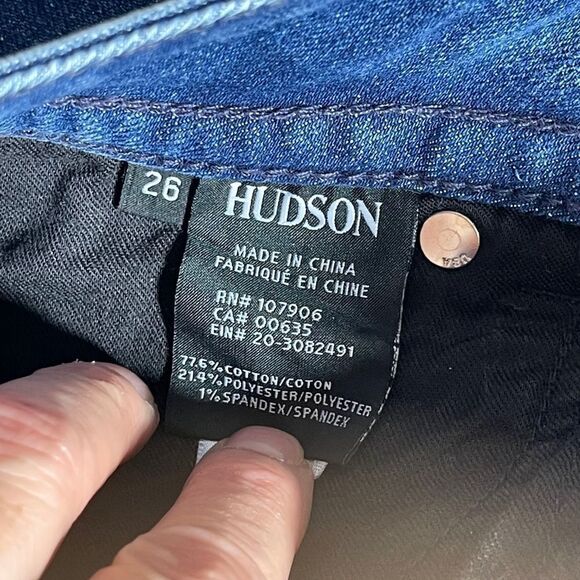 26
HUDSON
MADE IN CHINA
FABRIQUÉ EN CHINE
RN# 107906
CA# 00635
EIN# 20-3082491
77.6%COTTON/COTON
21.4%POLYESTER/POLYESTER
1%SPANDEX/SPANDEX